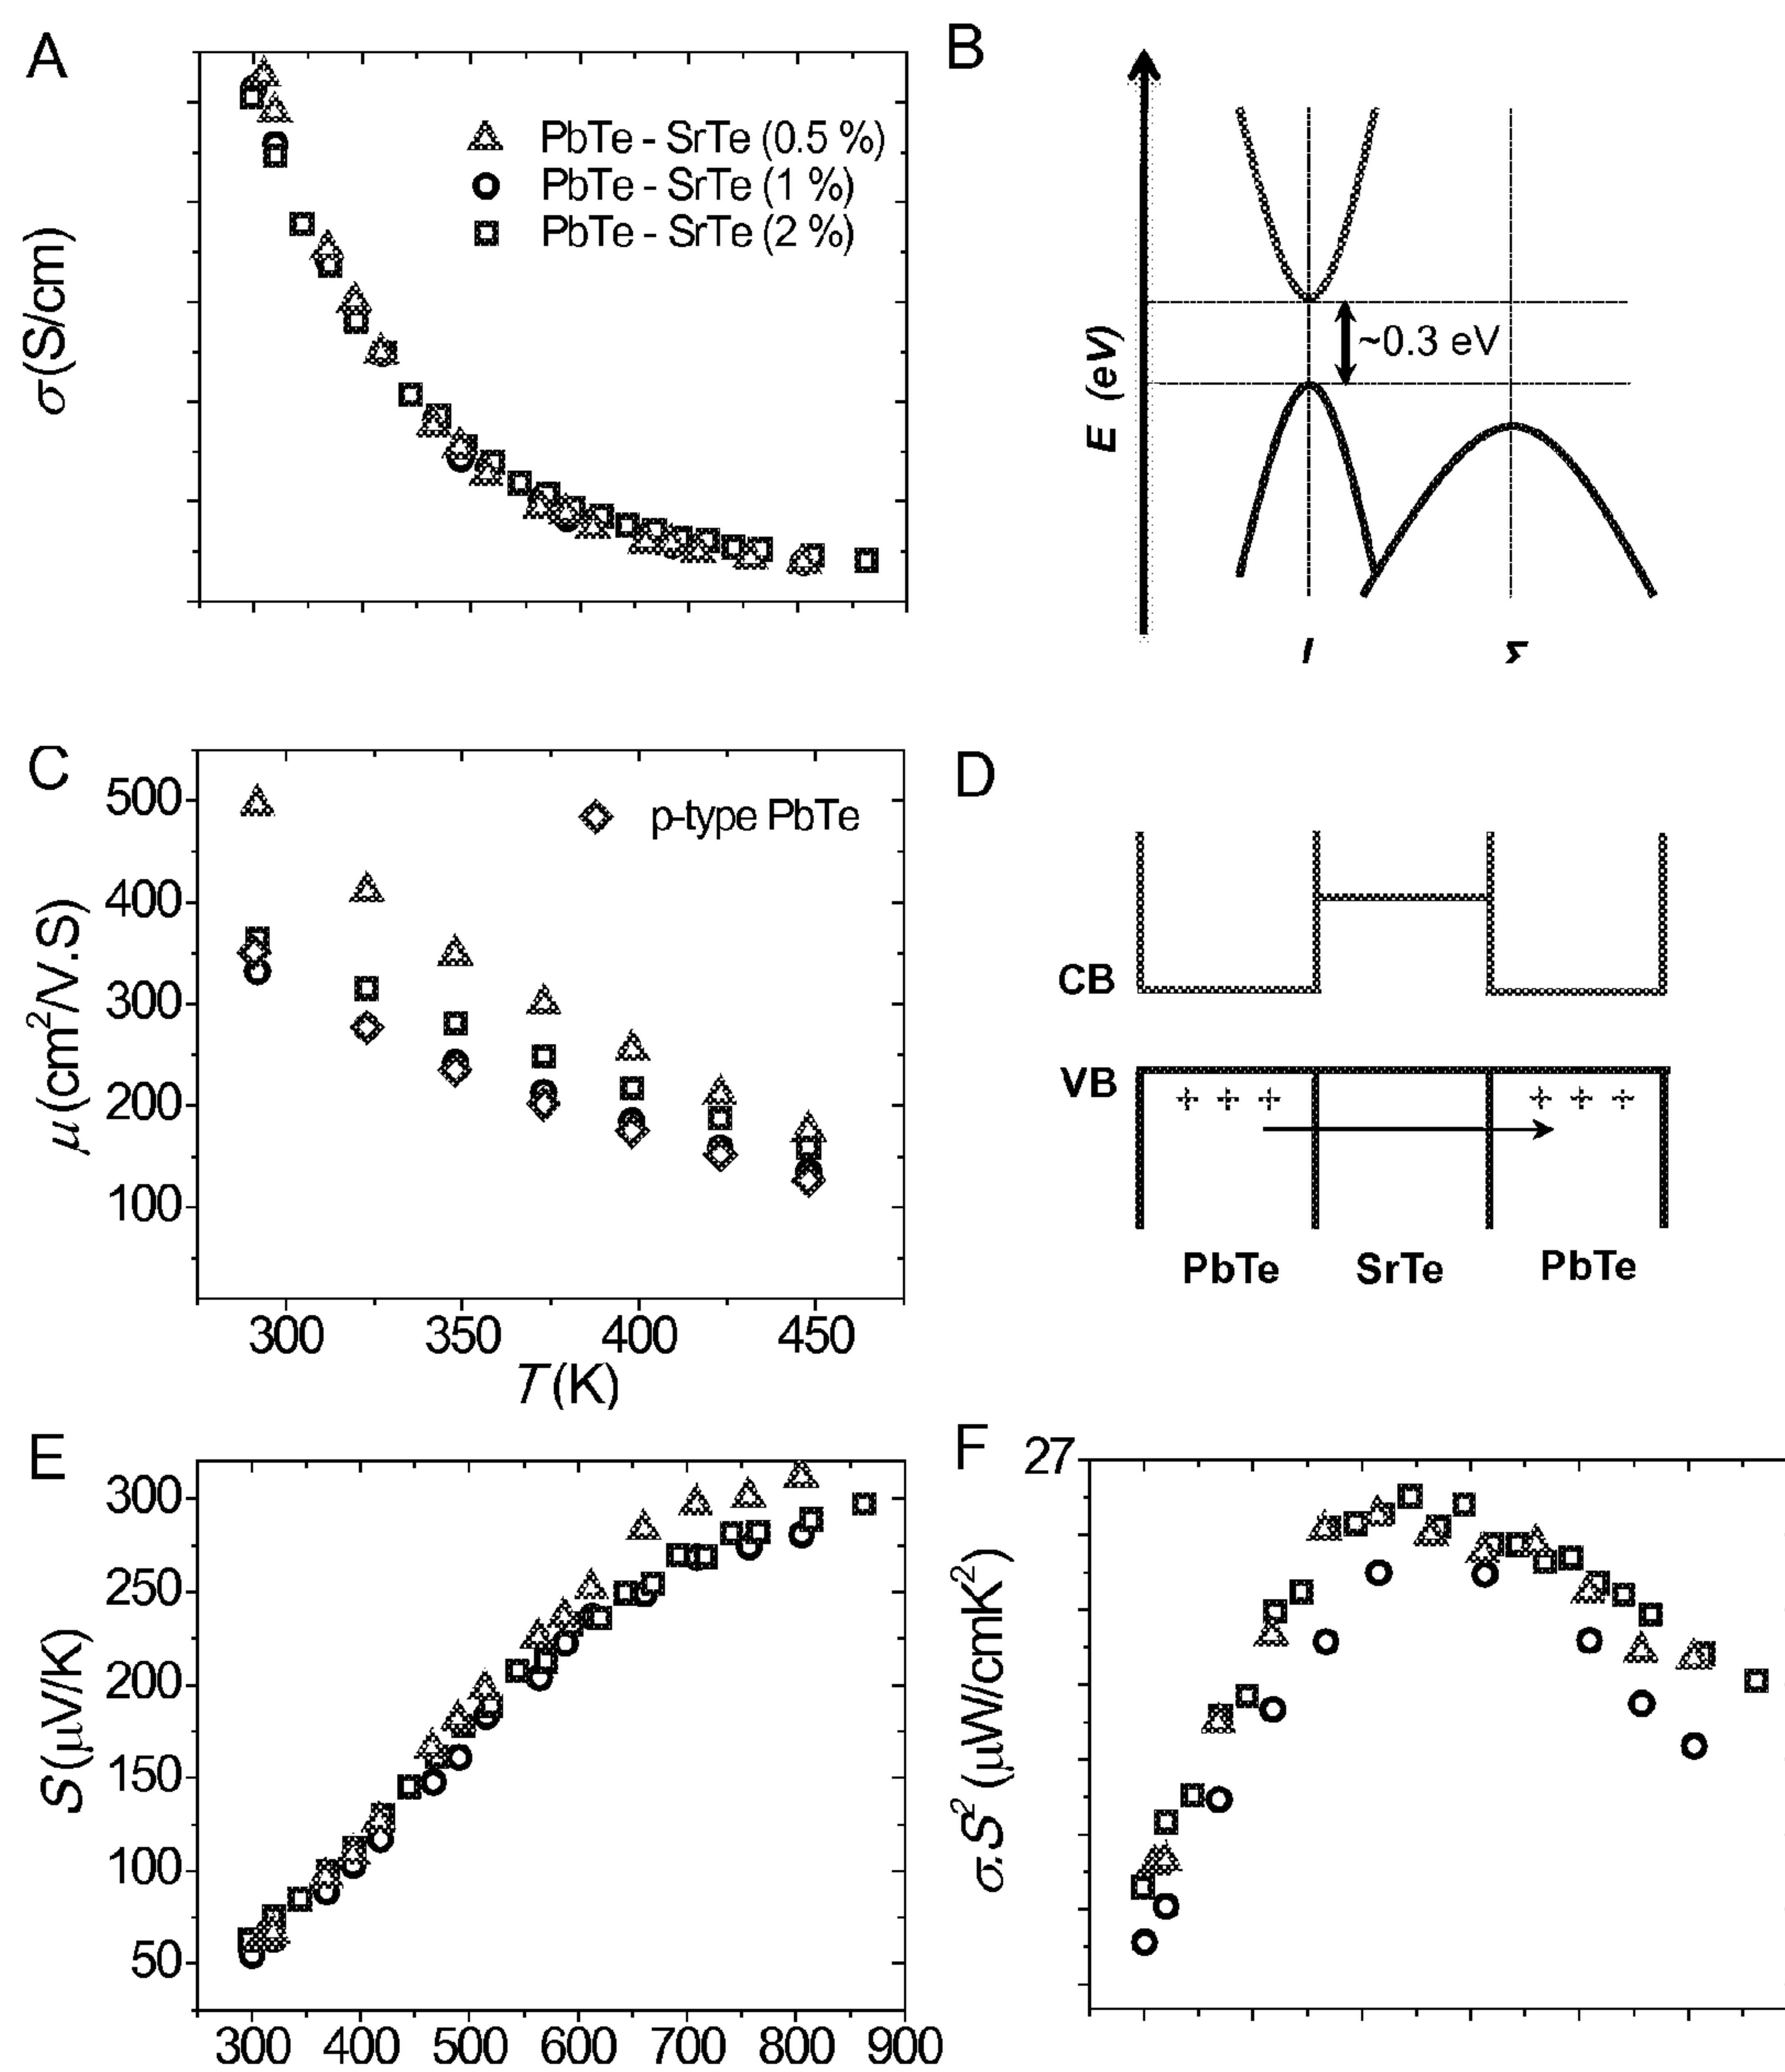 A
B
σ (S/cm)
PbTe - SrTe (0.5 %)
PbTe - SrTe (1 %)
PbTe - SrTe (2 %)
E (eV)
~0.3 eV
Σ
C
D
μ (cm²/V.S)
500
400
300
200
100
p-type PbTe
300 350 400 450
T (K)
CB
VB
+ + + + + +
PbTe SrTe PbTe
E
F
S (μV/K)
300
250
200
150
100
50
300 400 500 600 700 800 900
27
σ.S² (μW/cmK²)